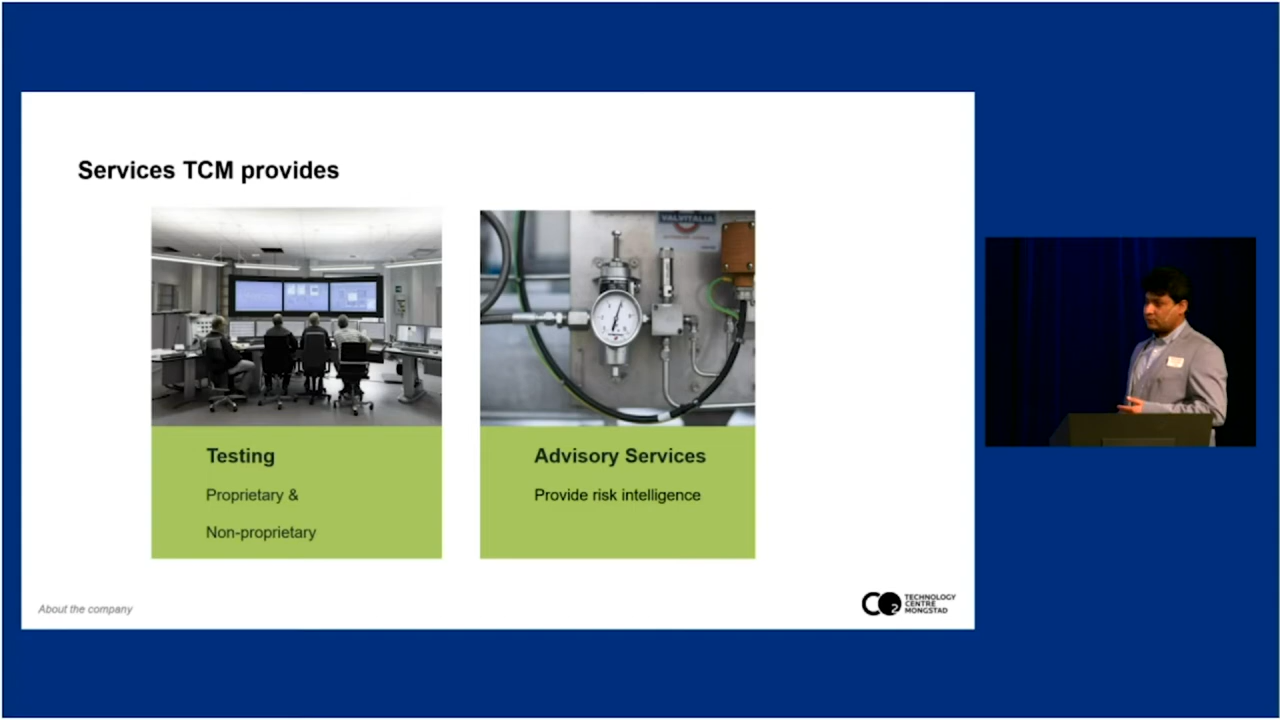 Services TCM provides
VALVITALIA
Testing
Proprietary &
Non-proprietary
Advisory Services
Provide risk intelligence
About the company
CO2 TECHNOLOGY
CENTRE
MONGSTAD